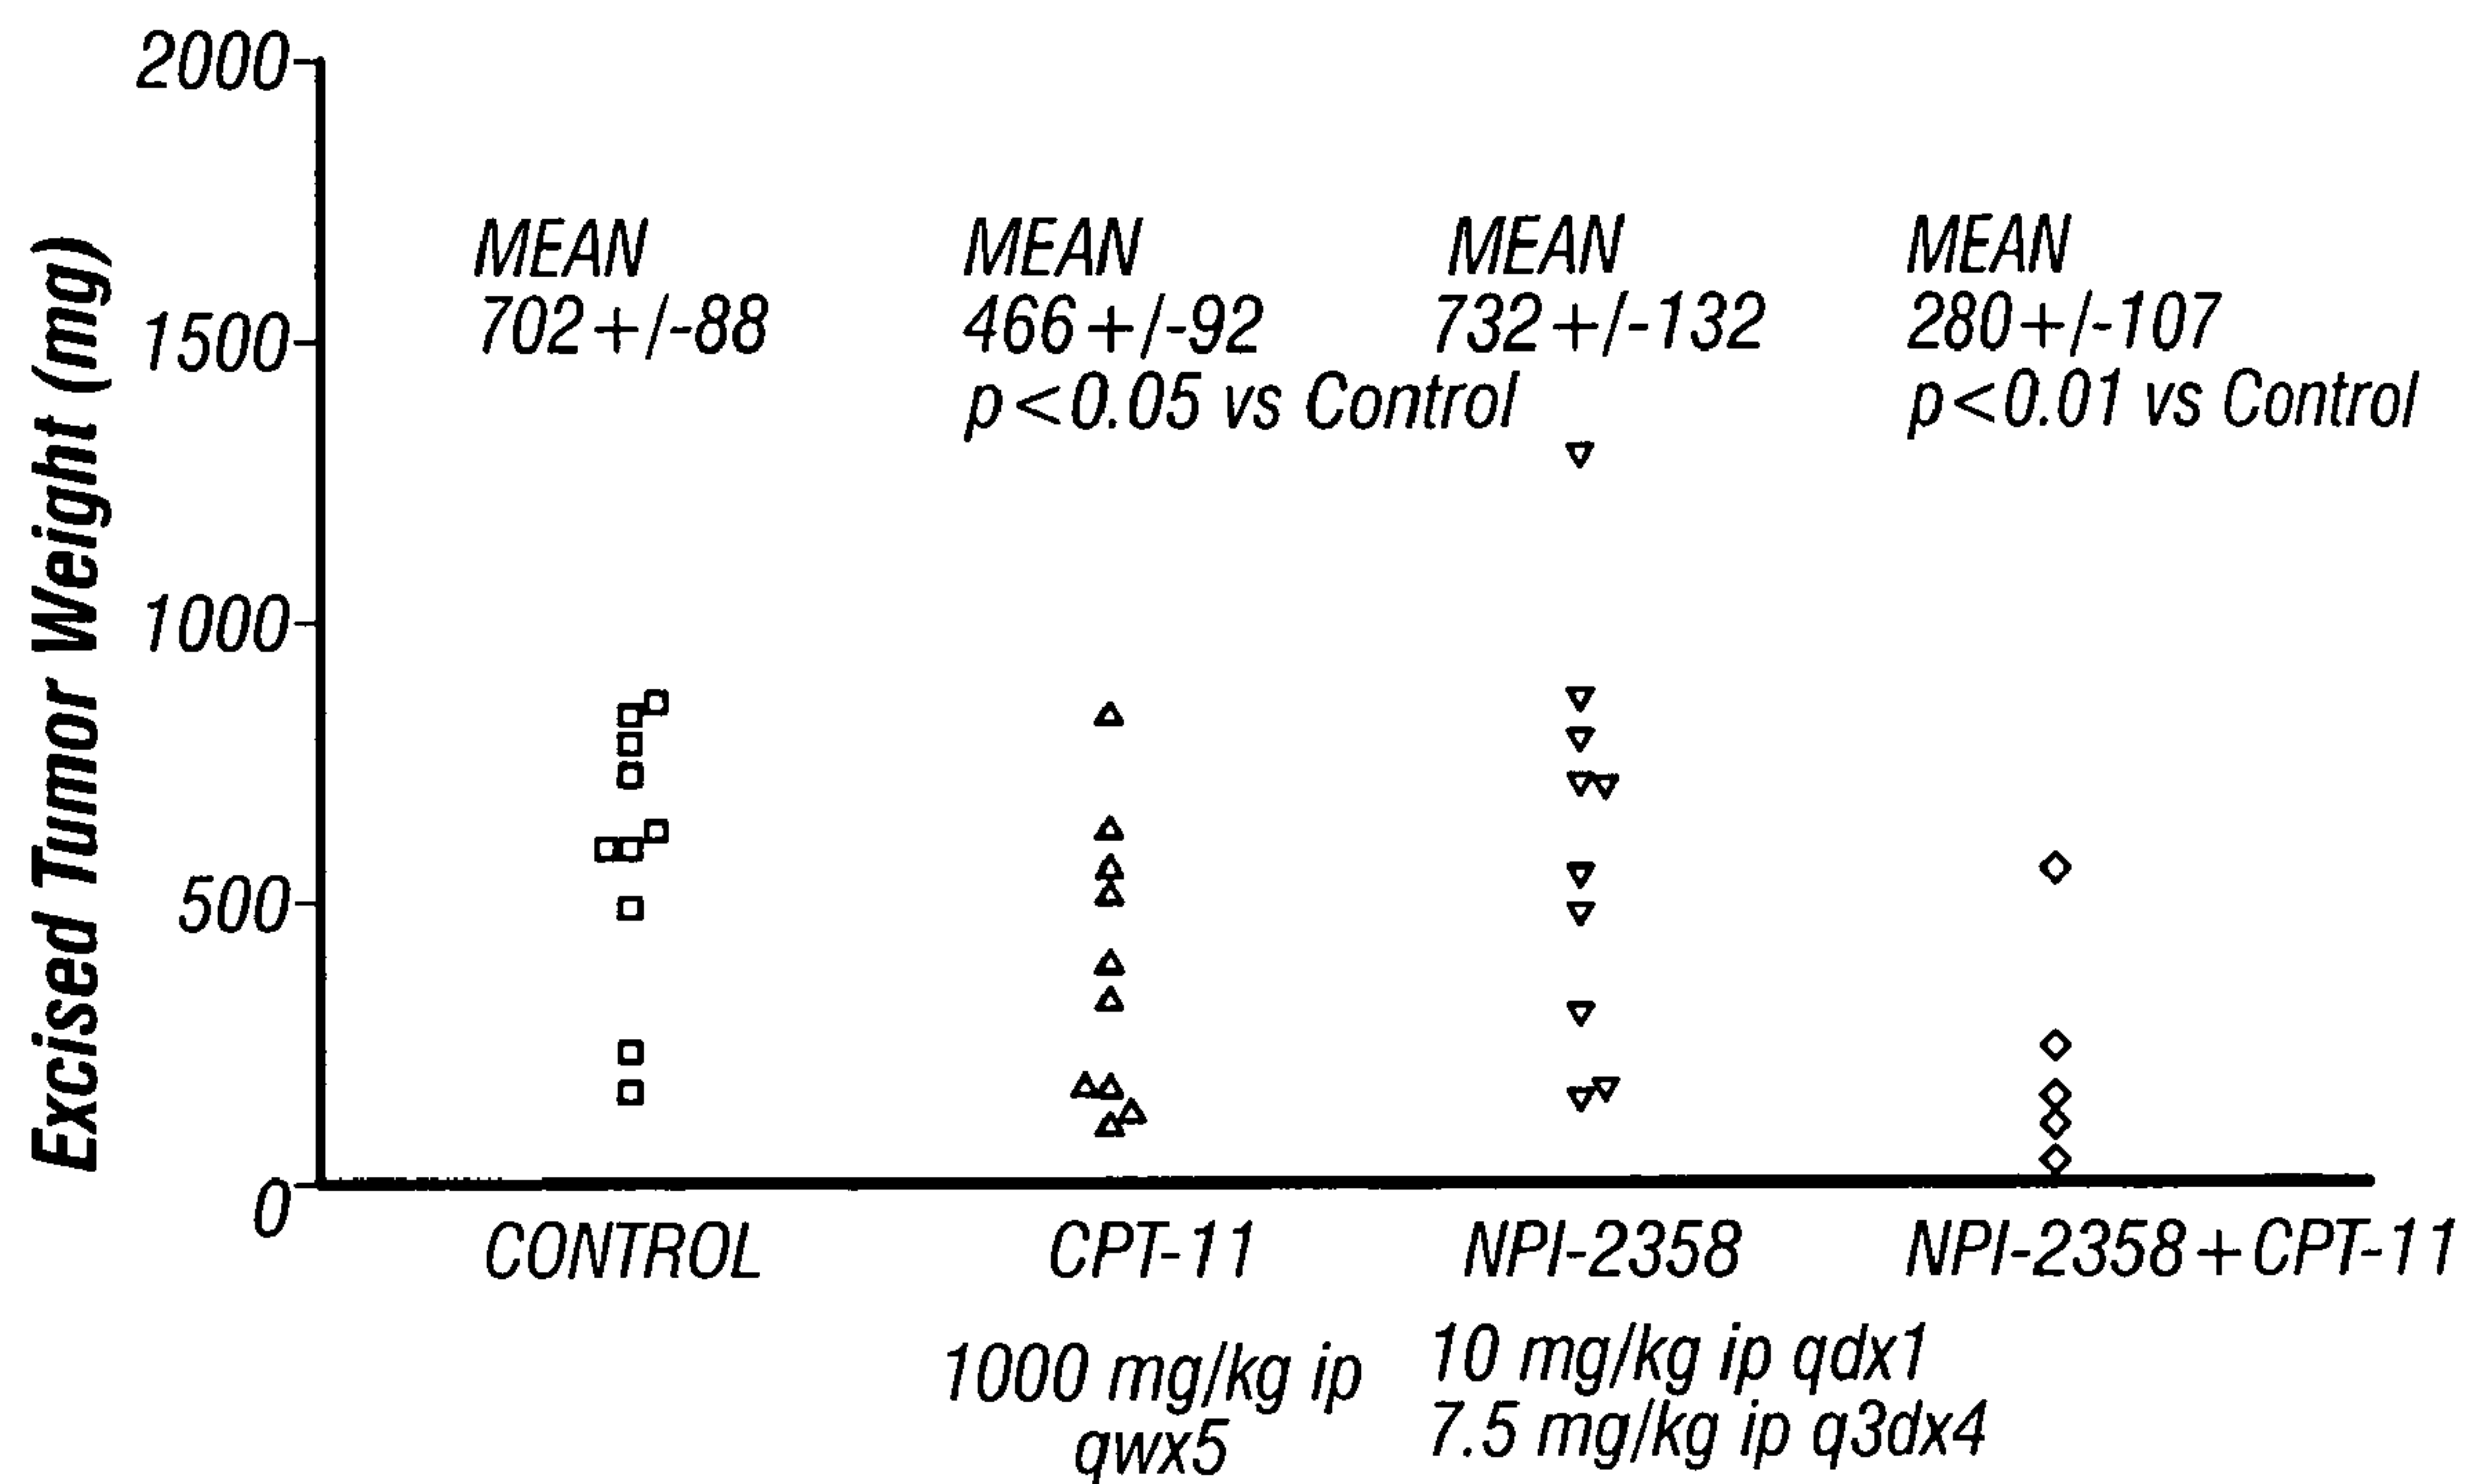 Excised Tumor Weight (mg)
2000
1500
1000
500
0
MEAN
702+/-88
MEAN
466+/-92
p<0.05 vs Control
MEAN
732+/-132
MEAN
280+/-107
p<0.01 vs Control
CONTROL
CPT-11
NPI-2358
NPI-2358+CPT-11
1000 mg/kg ip
qwx5
10 mg/kg ip qdx1
7.5 mg/kg ip q3dx4